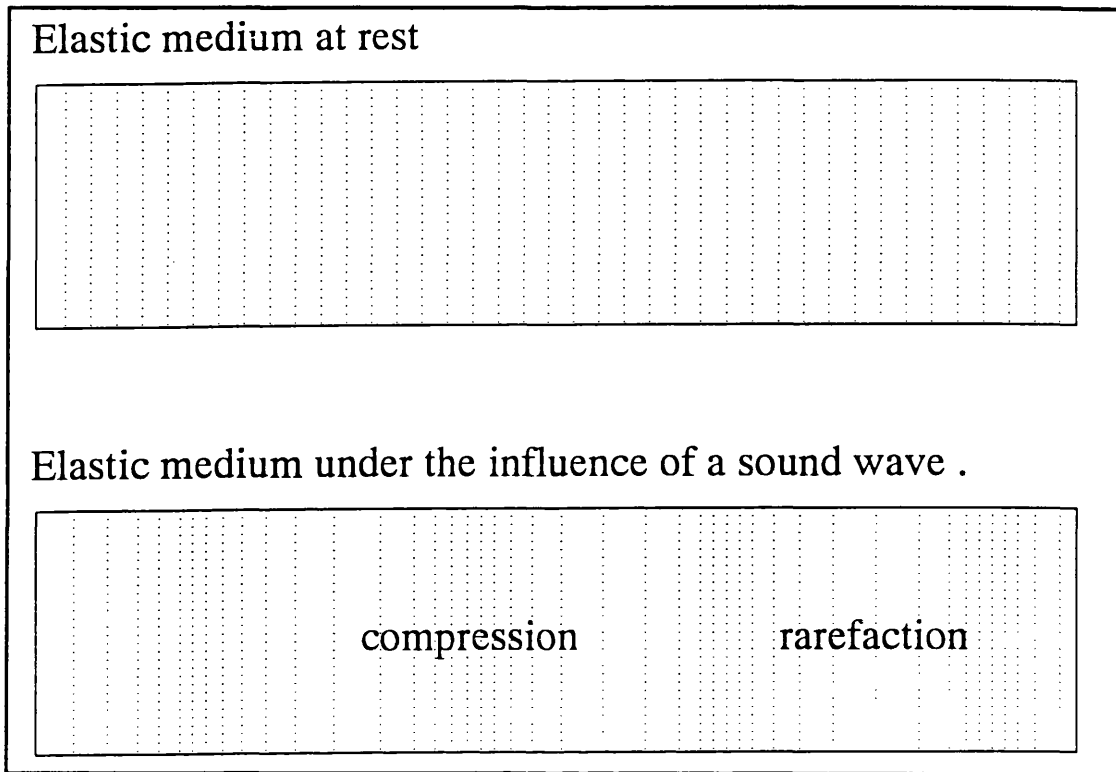 Elastic medium at rest
Elastic medium under the influence of a sound wave .
compression rarefaction